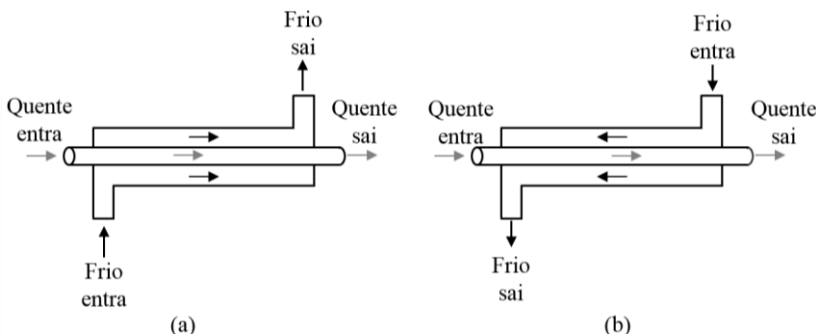 Frio
sai
Quente
entra
Quente
sai
Frio
entra
(a)
Frio
entra
Quente
entra
Quente
sai
Frio
sai
(b)